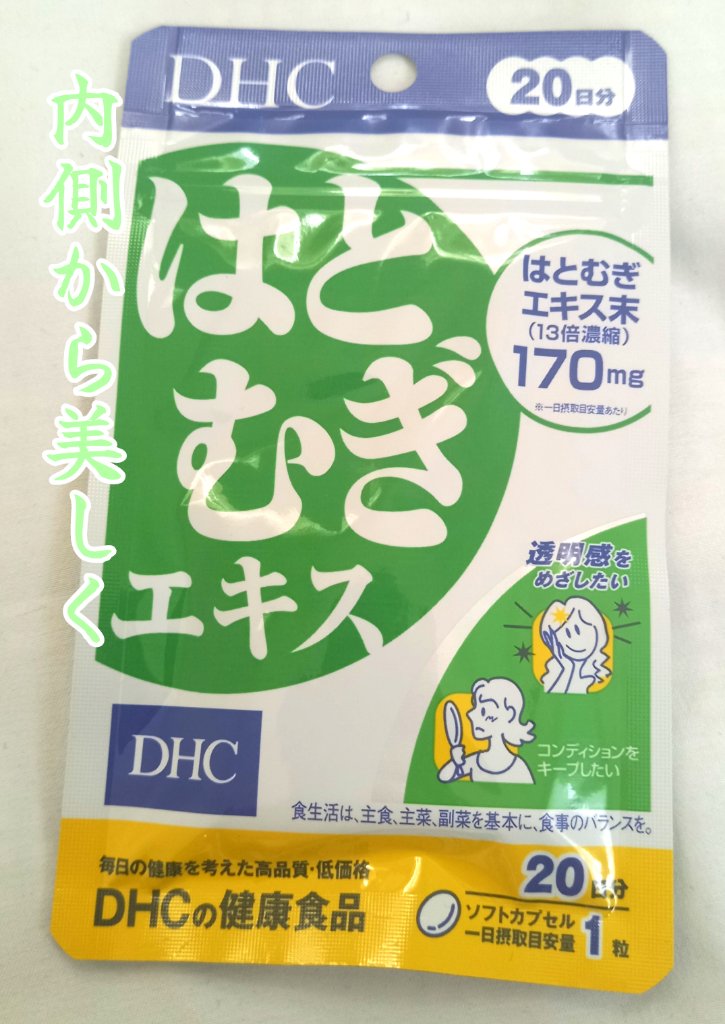 DHC
20日分
内側から美しく
はと
むぎ
エキス
はとむぎ
エキス末
(13倍濃縮)
170mg
※一日摂取目安量あたり
透明感を
めざしたい
コンディションを
キープしたい
DHC
食生活は、主食、主菜、副菜を基本に、食事のバランスを。
毎日の健康を考えた高品質・低価格
DHCの健康食品
20日分
ソフトカプセル
一日摂取目安量 1粒